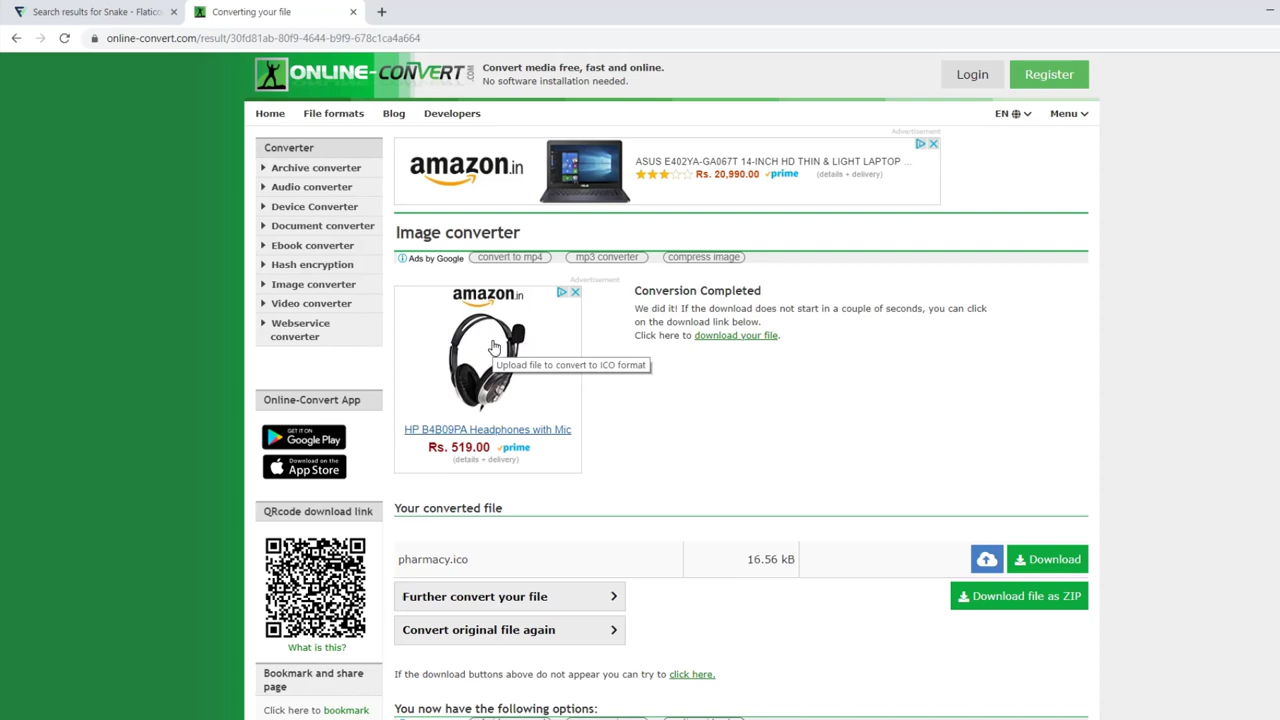 Search results for Snake - Flatico
Converting your file
online-convert.com/result/30fd81ab-80f9-4644-b9f9-678c1ca4a664
ONLINE-CONVERT.COM
Convert media free, fast and online.
No software installation needed.
Login
Register
Home
File formats
Blog
Developers
EN
Menu
Advertisement
Converter
Archive converter
Audio converter
Device Converter
Document converter
Ebook converter
Hash encryption
Image converter
Video converter
Webservice
converter
amazon.in
ASUS E402YA-GA067T 14-INCH HD THIN & LIGHT LAPTOP ...
Rs. 20,990.00 prime (details + delivery)
Image converter
Ads by Google
convert to mp4
mp3 converter
compress image
Advertisement
amazon.in
Upload file to convert to ICO format
HP B4B09PA Headphones with Mic
Rs. 519.00 prime
(details + delivery)
Conversion Completed
We did it! If the download does not start in a couple of seconds, you can click
on the download link below.
Click here to download your file.
Online-Convert App
GET IT ON
Google Play
Download on the
App Store
QRcode download link
What is this?
Bookmark and share
page
Click here to bookmark
Your converted file
pharmacy.ico
16.56 kB
Download
Further convert your file
Download file as ZIP
Convert original file again
If the download buttons above do not appear you can try to click here.
You now have the following options: